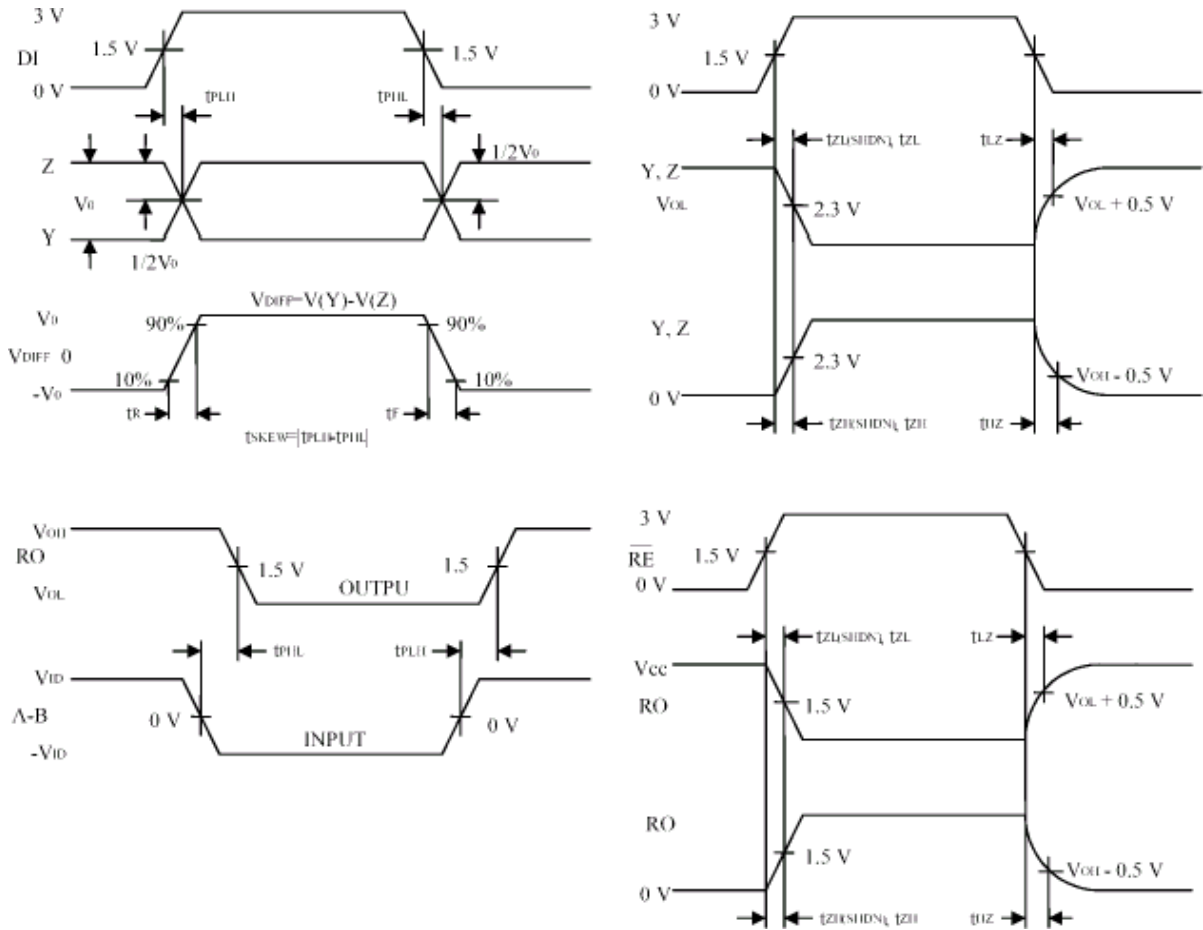 3 V
DI
1.5 V
1.5 V
0 V
tPLH
tPHL
Z
1/2V0
V0
Y
1/2V0
VDIFF=V(Y)-V(Z)
V0
90%
90%
VDIFF 0
10%
10%
-V0
tR
tF
tSKEW=|tPLH-tPHL|
3 V
1.5 V
0 V
tZL(SHDN), tZL
tLZ
Y, Z
VOL
2.3 V
VOL + 0.5 V
Y, Z
2.3 V
VOH - 0.5 V
0 V
tZH(SHDN), tZH
tHZ
VOH
RO
1.5 V
1.5
VOL
OUTPU
tPHL
tPLH
VID
A-B
0 V
0 V
INPUT
-VID
3 V
RE
1.5 V
0 V
tZL(SHDN), tZL
tLZ
Vcc
RO
1.5 V
VOL + 0.5 V
RO
1.5 V
VOH - 0.5 V
0 V
tZH(SHDN), tZH
tHZ